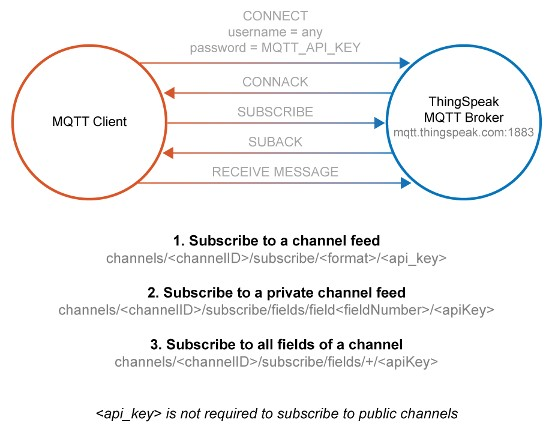 CONNECT
username = any
password = MQTT_API_KEY
CONNACK
SUBSCRIBE
SUBACK
RECEIVE MESSAGE
MQTT Client
ThingSpeak
MQTT Broker
mqtt.thingspeak.com:1883
1. Subscribe to a channel feed
channels/<channelID>/subscribe/<format>/<api_key>
2. Subscribe to a private channel feed
channels/<channelID>/subscribe/fields/field<fieldNumber>/<apiKey>
3. Subscribe to all fields of a channel
channels/<channelID>/subscribe/fields/+/<apiKey>
<api_key> is not required to subscribe to public channels